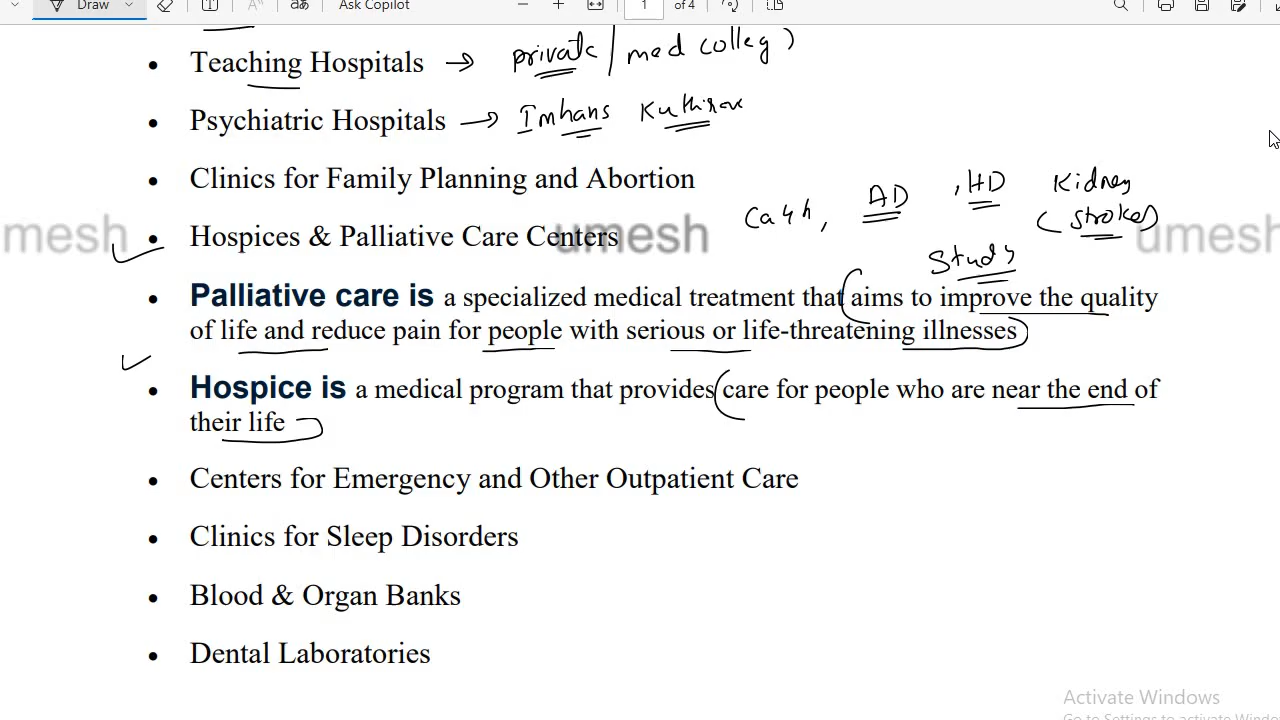 Draw Ask Copilot 1 of 4
Teaching Hospitals → private / med colleg )
Psychiatric Hospitals → Imhans
Clinics for Family Planning and Abortion
, AD , HD Kidney
mesh Hospices & Palliative Care Centers umesh ( strokes) umesh
Study
Palliative care is a specialized medical treatment that aims to improve the quality
of life and reduce pain for people with serious or life-threatening illnesses
Hospice is a medical program that provides care for people who are near the end of
their life
Centers for Emergency and Other Outpatient Care
Clinics for Sleep Disorders
Blood & Organ Banks
Dental Laboratories
Activate Windows